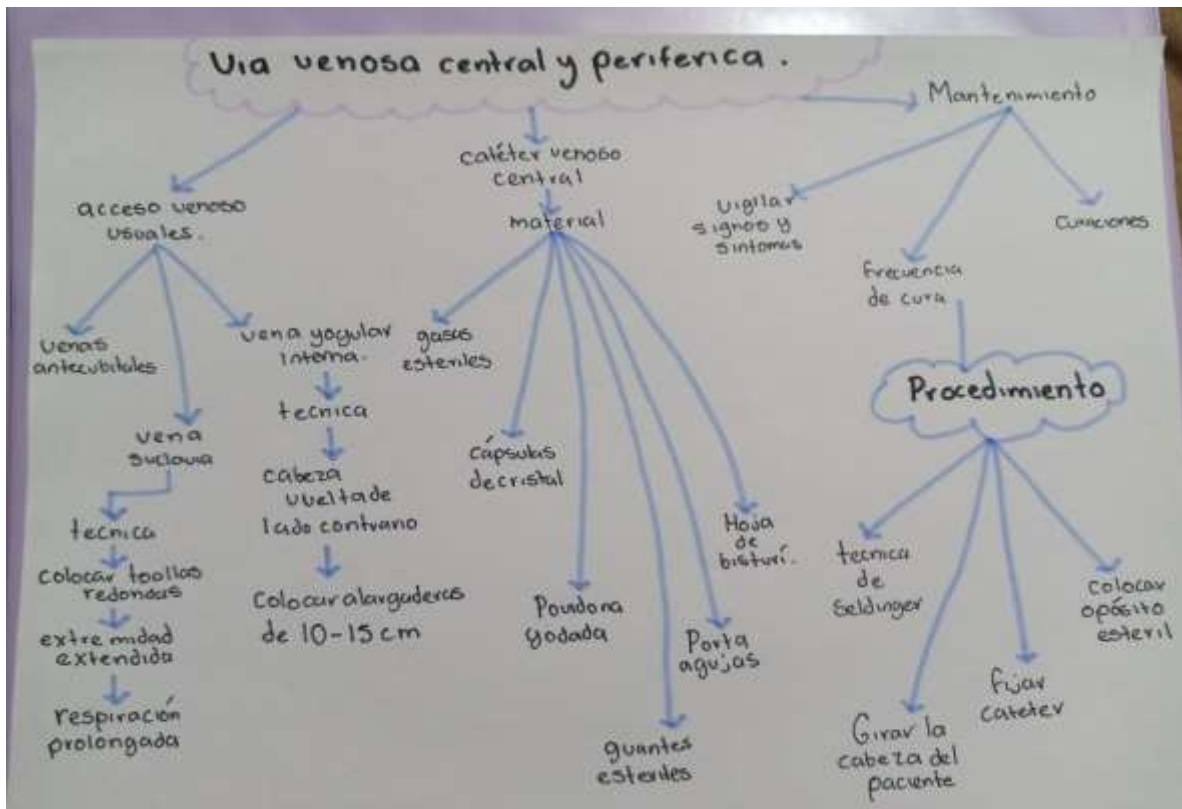 Via venosa central y periferica.
acceso venoso
usuales.
venas
antecubitales
vena
suclavia
tecnica
colocar toollas
redondas
extremidad
extendida
respiración
prolongada
vena yogular
interna.
tecnica
cabeza
vuelta de
lado contrario
Colocar alargaderas
de 10-15 cm
catéter venoso
central
material
gasas
esteriles
cápsulas
de cristal
Povidona
yodada
guantes
esteriles
Porta
agujas
Hoja
de
bisturí.
Mantenimiento
vigilar
signos y
sintomas
frecuencia
de cura
Curaciones
Procedimiento
tecnica
de
Seldinger
Girar la
cabeza del
paciente
fijar
cateter
colocar
opósito
esteril